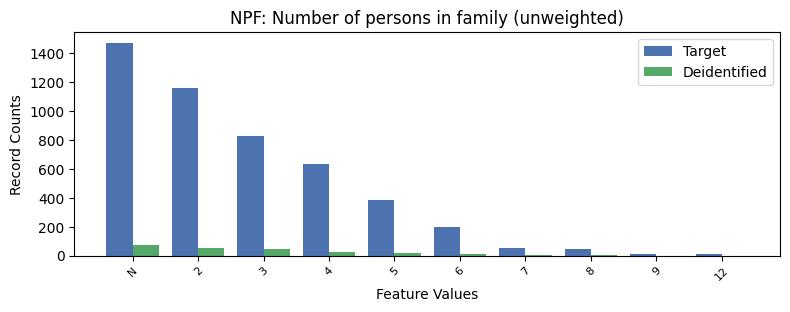 NPF: Number of persons in family (unweighted)
Target
Deidentified
Record Counts
1400
1200
1000
800
600
400
200
0
N 2 3 4 5 6 7 8 9 12
Feature Values